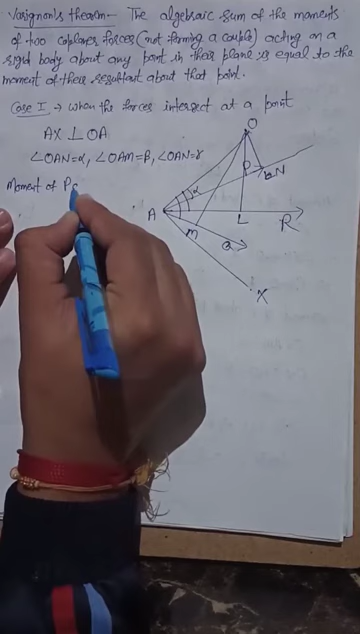 Varignon's theorem - The algebraic sum of the moments
of two coplaner forces (not forming a couple) acting on a
rigid body about any point in their plane is equal to the
moment of their resultant about that point.
Case I → when the forces intersect at a point
AX ⊥ OA
∠OAN=α, ∠OAM=β, ∠OAN=γ
Moment of P
O
P
N
α
A
L
R
M
Q
X